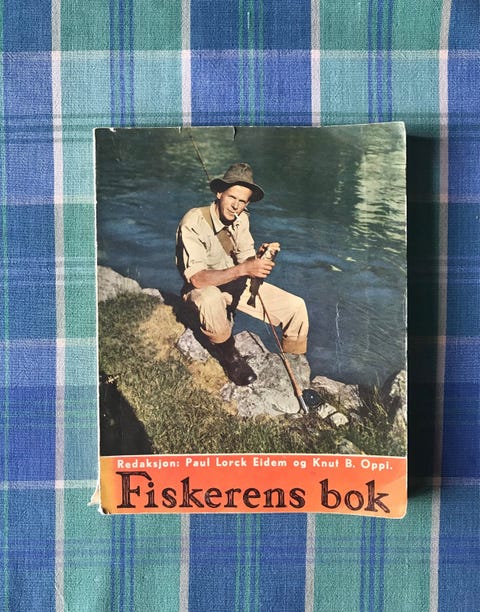 Redaksjon: Paul Lorck Eidem og Knut B. Oppi.
Fiskerens bok